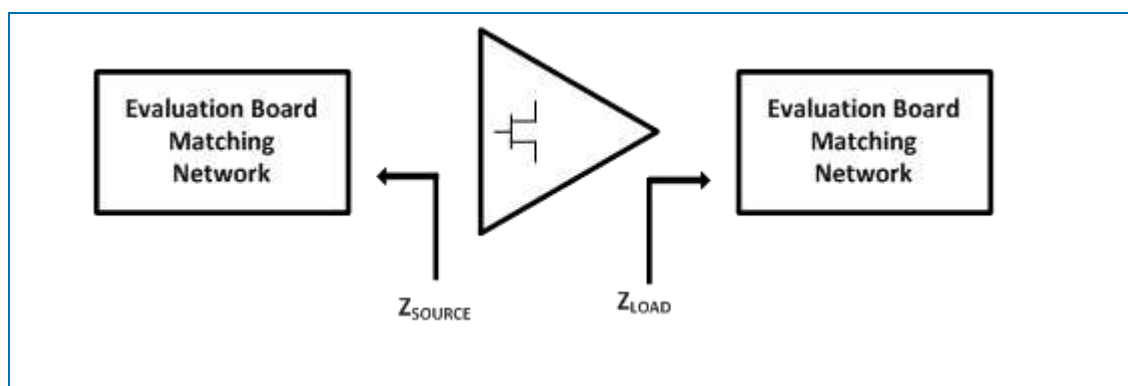 Evaluation Board
Matching
Network
Evaluation Board
Matching
Network
ZSOURCE
ZLOAD